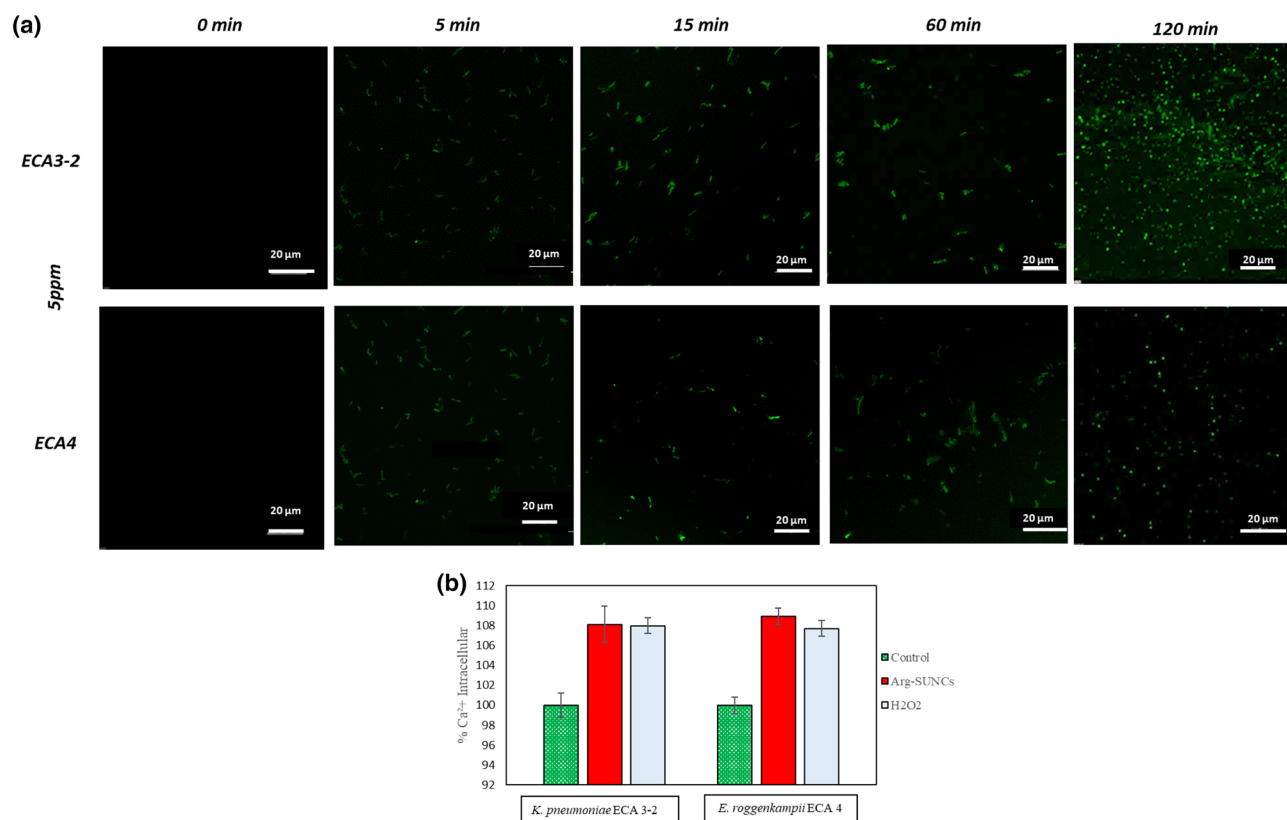 (a)
0 min 5 min 15 min 60 min 120 min
ECA3-2
20 µm 20 µm 20 µm 20 µm 20 µm
5ppm
ECA4
20 µm 20 µm 20 µm 20 µm 20 µm
(b)
112
110
108
106
104
102
100
98
96
94
92
% Ca²⁺ Intracellular
Control
Arg-SUNCs
H2O2
K. pneumoniae ECA 3-2 E. roggenkampii ECA 4